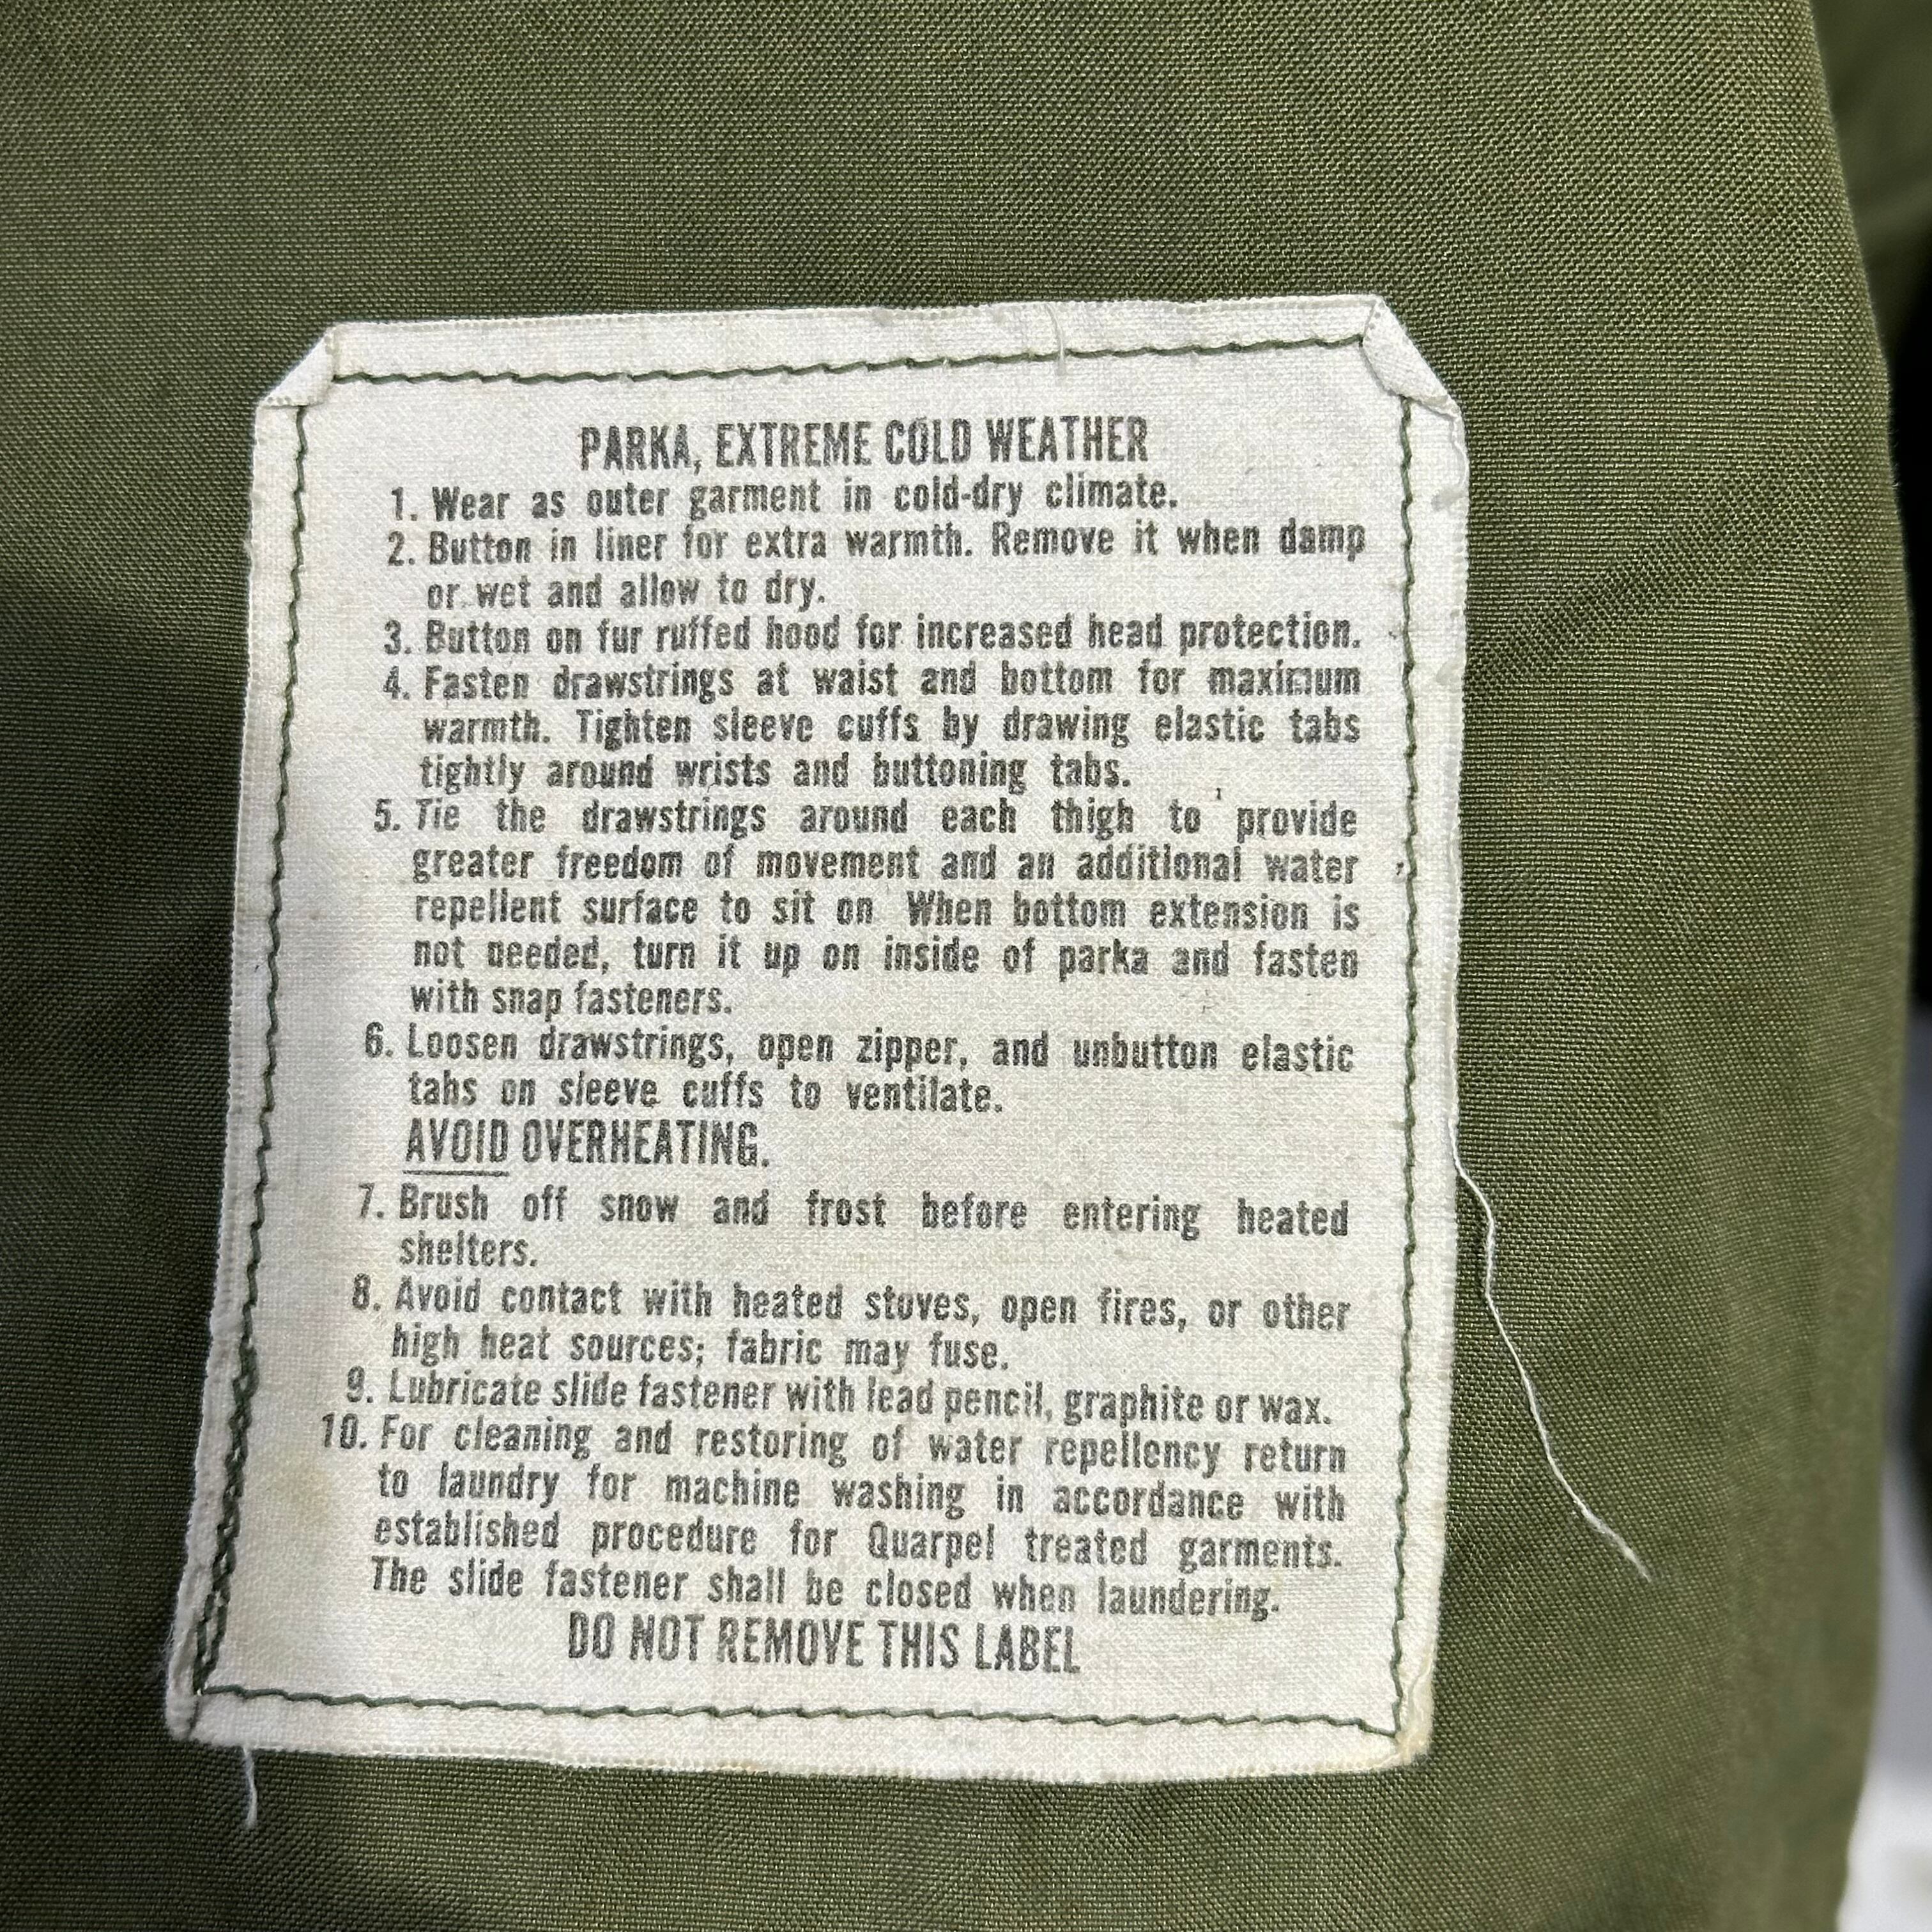 PARKA, EXTREME COLD WEATHER
1. Wear as outer garment in cold-dry climate.
2. Button in liner for extra warmth. Remove it when damp
or wet and allow to dry.
3. Button on fur ruffed hood for increased head protection.
4. Fasten drawstrings at waist and bottom for maximum
warmth. Tighten sleeve cuffs by drawing elastic tabs
tightly around wrists and buttoning tabs.
5. Tie the drawstrings around each thigh to provide
greater freedom of movement and an additional water
repellent surface to sit on When bottom extension is
not needed, turn it up on inside of parka and fasten
with snap fasteners.
6. Loosen drawstrings, open zipper, and unbutton elastic
tabs on sleeve cuffs to ventilate.
AVOID OVERHEATING.
7. Brush off snow and frost before entering heated
shelters.
8. Avoid contact with heated stoves, open fires, or other
high heat sources; fabric may fuse.
9. Lubricate slide fastener with lead pencil, graphite or wax.
10. For cleaning and restoring of water repellency return
to laundry for machine washing in accordance with
established procedure for Quarpel treated garments.
The slide fastener shall be closed when laundering.
DO NOT REMOVE THIS LABEL